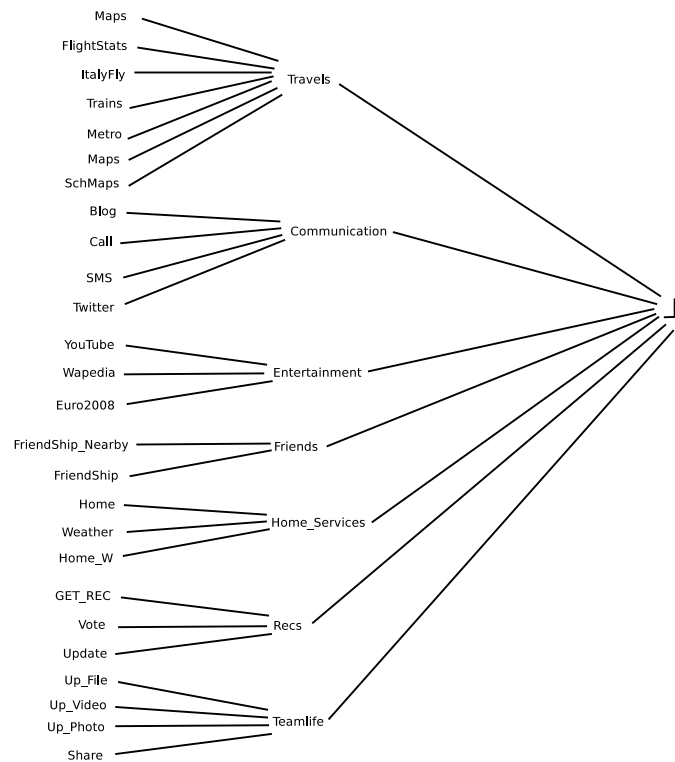 Maps
FlightStats
ItalyFly
Travels
Trains
Metro
Maps
SchMaps
Blog
Call
Communication
SMS
Twitter
YouTube
Wapedia
Entertainment
Euro2008
FriendShip_Nearby
Friends
FriendShip
Home
Home_Services
Weather
Home_W
GET_REC
Vote
Recs
Update
Up_File
Up_Video
Teamlife
Up_Photo
Share